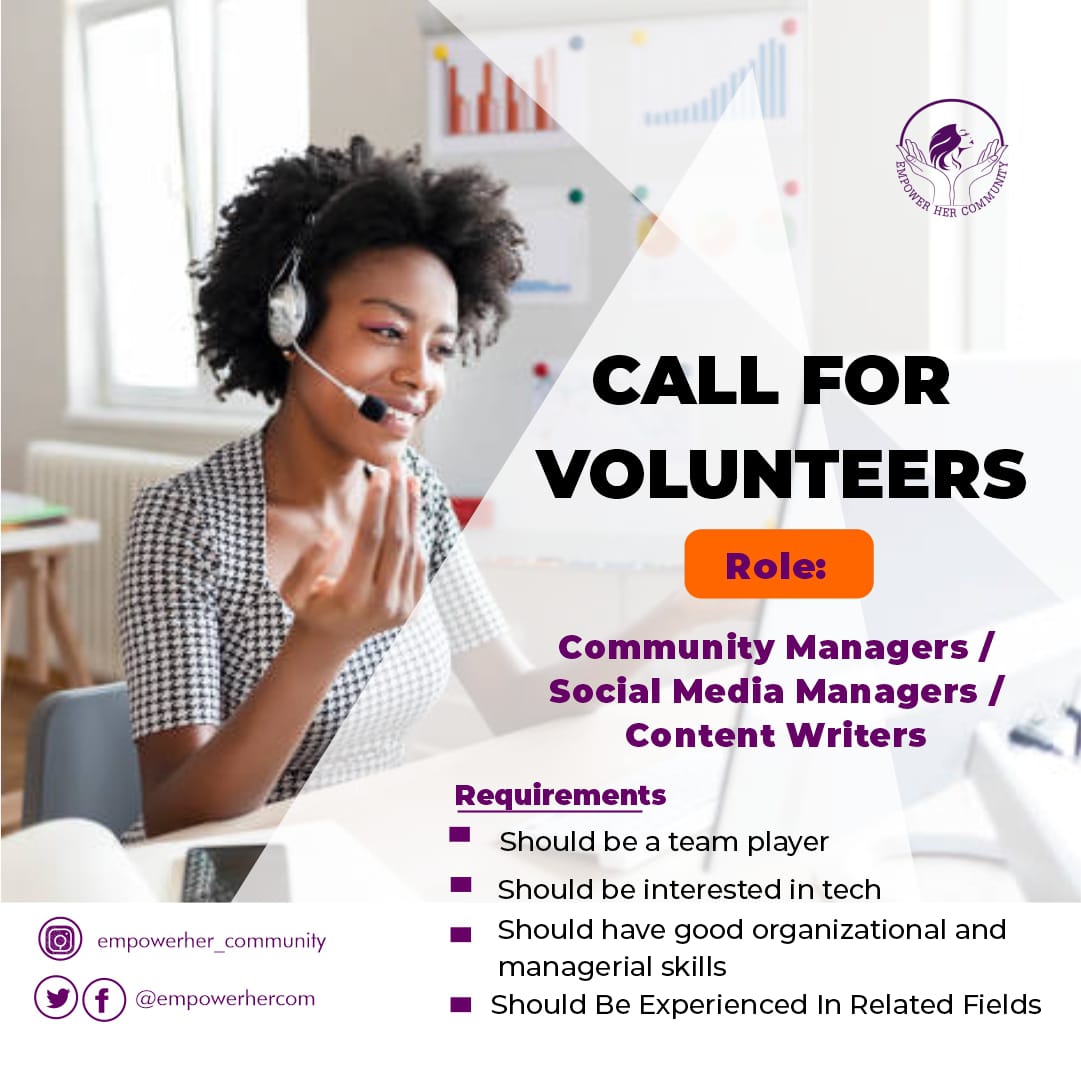 EMPOWER HER COMMUNITY
CALL FOR
VOLUNTEERS
Role:
Community Managers /
Social Media Managers /
Content Writers
Requirements
Should be a team player
Should be interested in tech
Should have good organizational and
managerial skills
Should Be Experienced In Related Fields
empowerher_community
@empowerhercom